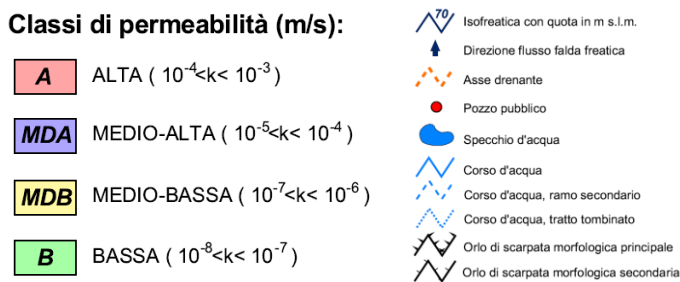 Classi di permeabilità (m/s):
A ALTA ( 10⁻⁴<k< 10⁻³ )
MDA MEDIO-ALTA ( 10⁻⁵<k< 10⁻⁴ )
MDB MEDIO-BASSA ( 10⁻⁷<k< 10⁻⁶ )
B BASSA ( 10⁻⁸<k< 10⁻⁷ )
70 Isofreatica con quota in m s.l.m.
Direzione flusso falda freatica
Asse drenante
Pozzo pubblico
Specchio d'acqua
Corso d'acqua
Corso d'acqua, ramo secondario
Corso d'acqua, tratto tombinato
Orlo di scarpata morfologica principale
Orlo di scarpata morfologica secondaria